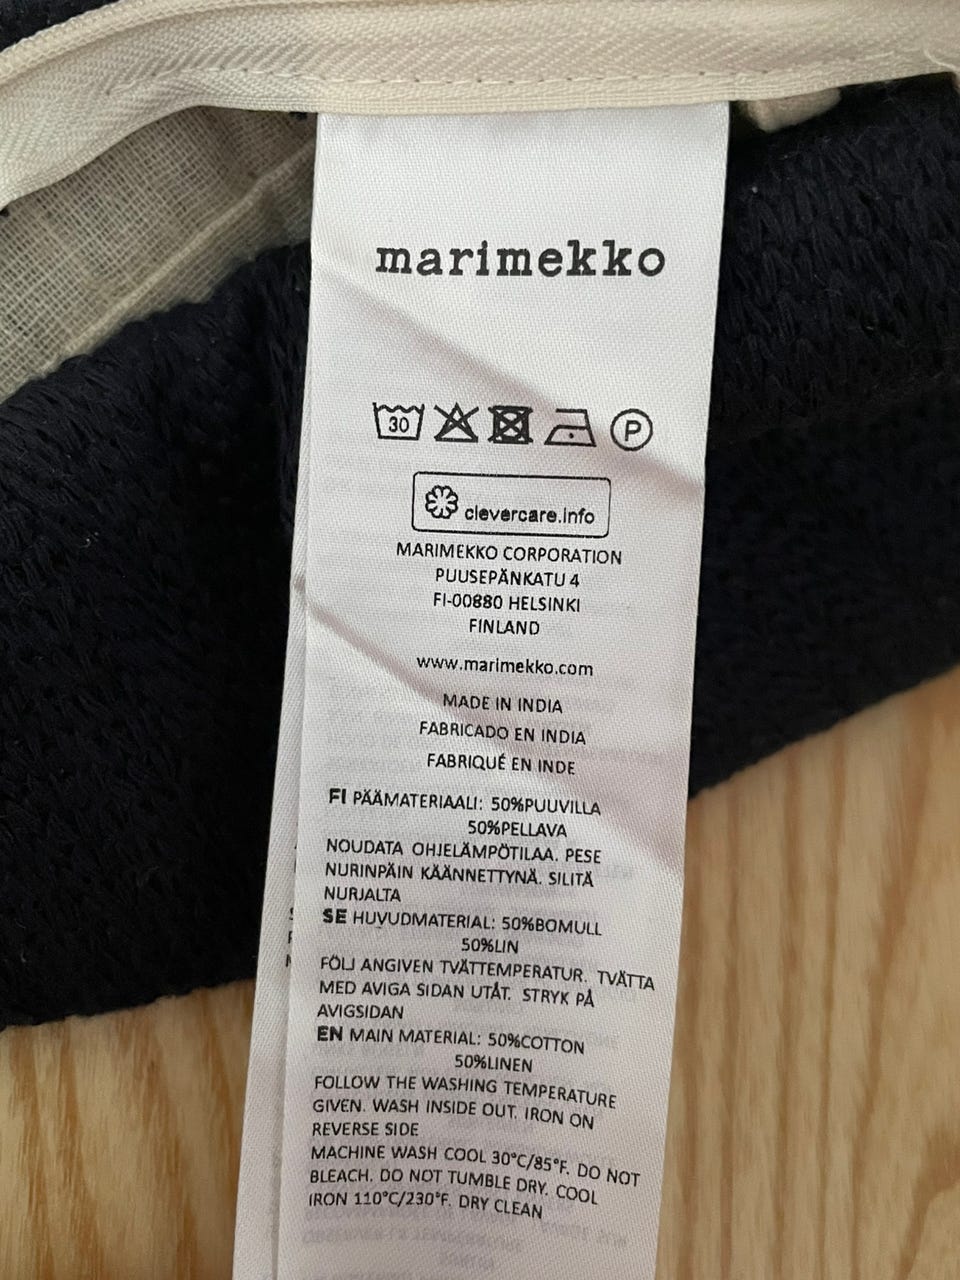 marimekko
30 P
clevercare.info
MARIMEKKO CORPORATION
PUUSEPÄNKATU 4
FI-00880 HELSINKI
FINLAND
www.marimekko.com
MADE IN INDIA
FABRICADO EN INDIA
FABRIQUÉ EN INDE
FI PÄÄMATERIAALI: 50%PUUVILLA
50%PELLAVA
NOUDATA OHJELÄMPÖTILAA. PESE
NURINPÄIN KÄÄNNETTYNÄ. SILITÄ
NURJALTA
SE HUVUDMATERIAL: 50%BOMULL
50%LIN
FÖLJ ANGIVEN TVÄTTEMPERATUR. TVÄTTA
MED AVIGA SIDAN UTÅT. STRYK PÅ
AVIGSIDAN
EN MAIN MATERIAL: 50%COTTON
50%LINEN
FOLLOW THE WASHING TEMPERATURE
GIVEN. WASH INSIDE OUT. IRON ON
REVERSE SIDE
MACHINE WASH COOL 30°C/85°F. DO NOT
BLEACH. DO NOT TUMBLE DRY. COOL
IRON 110°C/230°F. DRY CLEAN